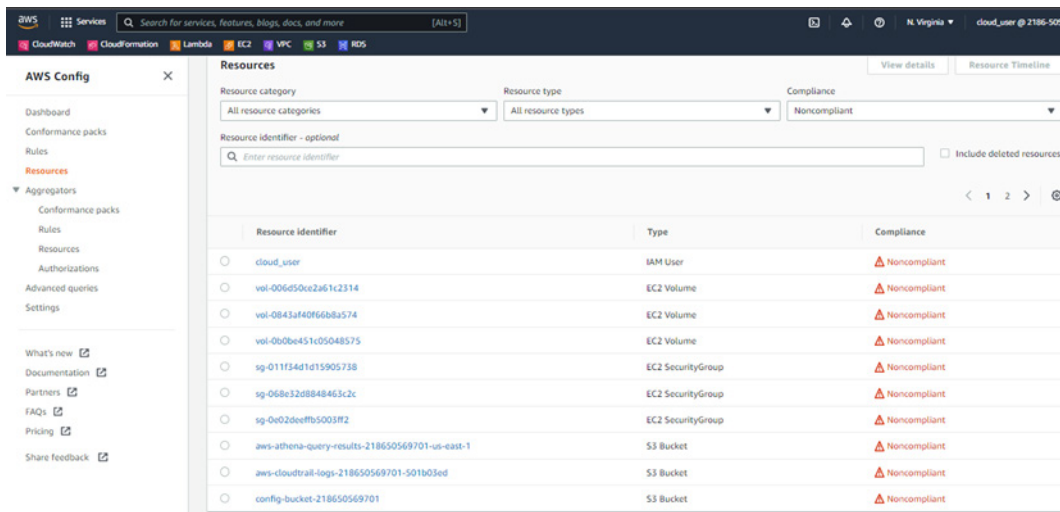 aws
Services
Search for services, features, blogs, docs, and more
[Alt+S]
N. Virginia
cloud_user @ 2186-505
CloudWatch CloudFormation Lambda EC2 VPC S3 RDS
AWS Config
Dashboard
Conformance packs
Rules
Resources
Aggregators
Conformance packs
Rules
Resources
Authorizations
Advanced queries
Settings
What's new
Documentation
Partners
FAQs
Pricing
Share feedback
Resources
View details
Resource Timeline
Resource category
Resource type
Compliance
All resource categories
All resource types
Noncompliant
Resource identifier - optional
Enter resource identifier
Include deleted resources
1 2
Resource identifier Type Compliance
cloud_user IAM User Noncompliant
vol-006d50ce2a61c2314 EC2 Volume Noncompliant
vol-0843af40f66b8a574 EC2 Volume Noncompliant
vol-0b0be451c05048575 EC2 Volume Noncompliant
sg-011f34d1d15905738 EC2 SecurityGroup Noncompliant
sg-068e32d8848463c2c EC2 SecurityGroup Noncompliant
sg-0e02deeffb5003ff2 EC2 SecurityGroup Noncompliant
aws-athena-query-results-218650569701-us-east-1 S3 Bucket Noncompliant
aws-cloudtrail-logs-218650569701-501b03ed S3 Bucket Noncompliant
config-bucket-218650569701 S3 Bucket Noncompliant